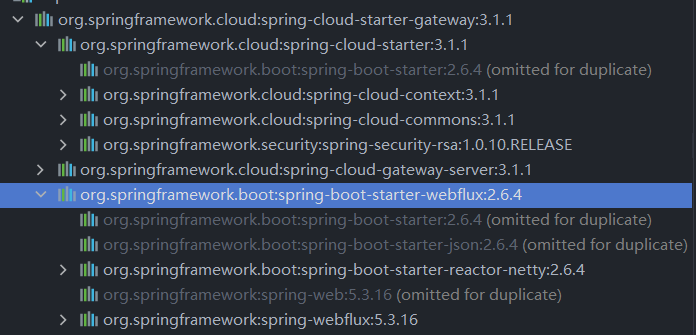 org.springframework.cloud:spring-cloud-starter-gateway:3.1.1
org.springframework.cloud:spring-cloud-starter:3.1.1
org.springframework.boot:spring-boot-starter:2.6.4 (omitted for duplicate)
org.springframework.cloud:spring-cloud-context:3.1.1
org.springframework.cloud:spring-cloud-commons:3.1.1
org.springframework.security:spring-security-rsa:1.0.10.RELEASE
org.springframework.cloud:spring-cloud-gateway-server:3.1.1
org.springframework.boot:spring-boot-starter-webflux:2.6.4
org.springframework.boot:spring-boot-starter:2.6.4 (omitted for duplicate)
org.springframework.boot:spring-boot-starter-json:2.6.4 (omitted for duplicate)
org.springframework.boot:spring-boot-starter-reactor-netty:2.6.4
org.springframework:spring-web:5.3.16 (omitted for duplicate)
org.springframework:spring-webflux:5.3.16